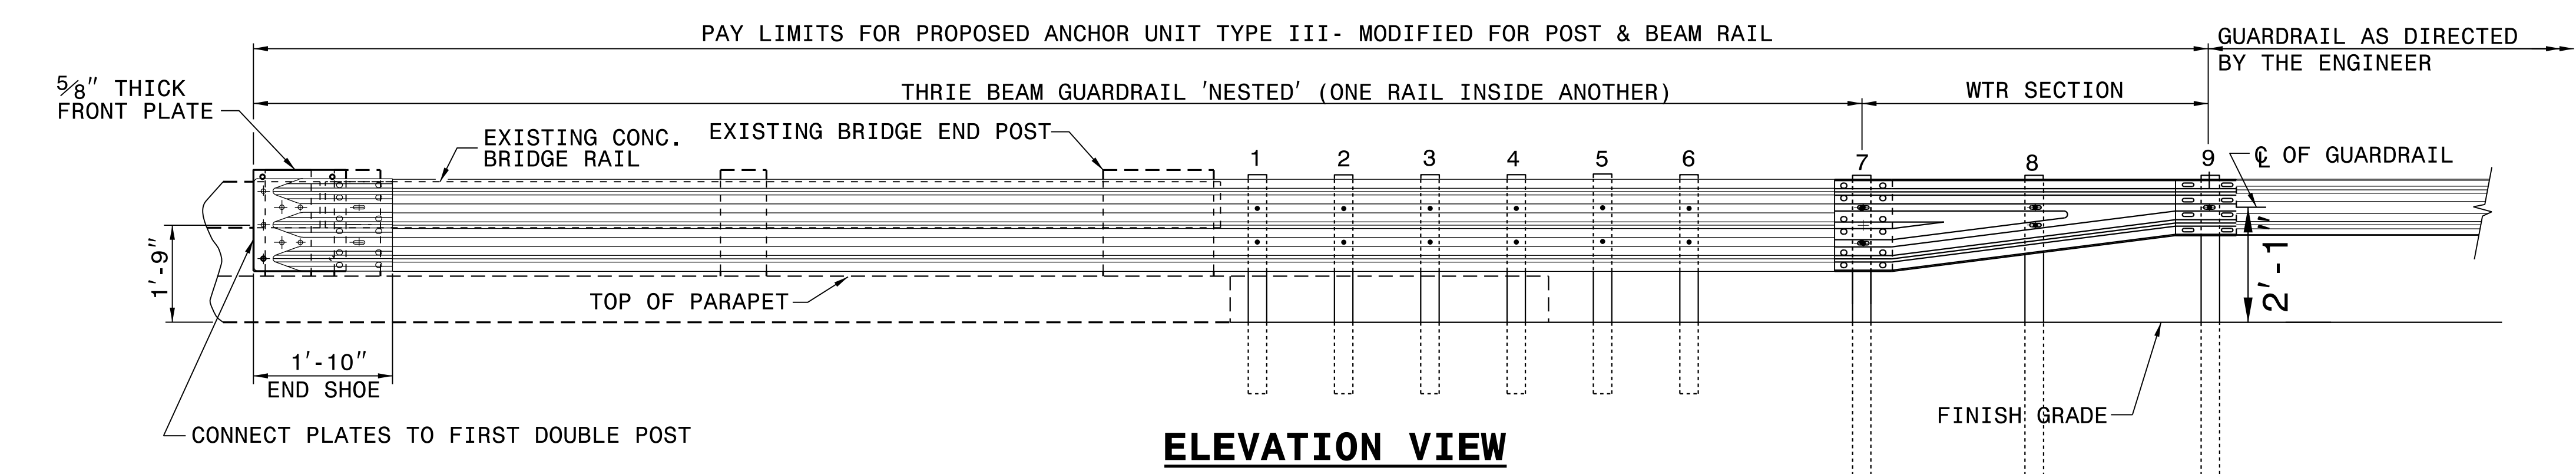 PAY LIMITS FOR PROPOSED ANCHOR UNIT TYPE III- MODIFIED FOR POST & BEAM RAIL
GUARDRAIL AS DIRECTED
BY THE ENGINEER
5/8" THICK
FRONT PLATE
THRIE BEAM GUARDRAIL 'NESTED' (ONE RAIL INSIDE ANOTHER)
WTR SECTION
EXISTING CONC.
BRIDGE RAIL
EXISTING BRIDGE END POST
1 2 3 4 5 6 7 8 9
℄ OF GUARDRAIL
1'-9"
2'-1"
TOP OF PARAPET
1'-10"
END SHOE
FINISH GRADE
CONNECT PLATES TO FIRST DOUBLE POST
ELEVATION VIEW